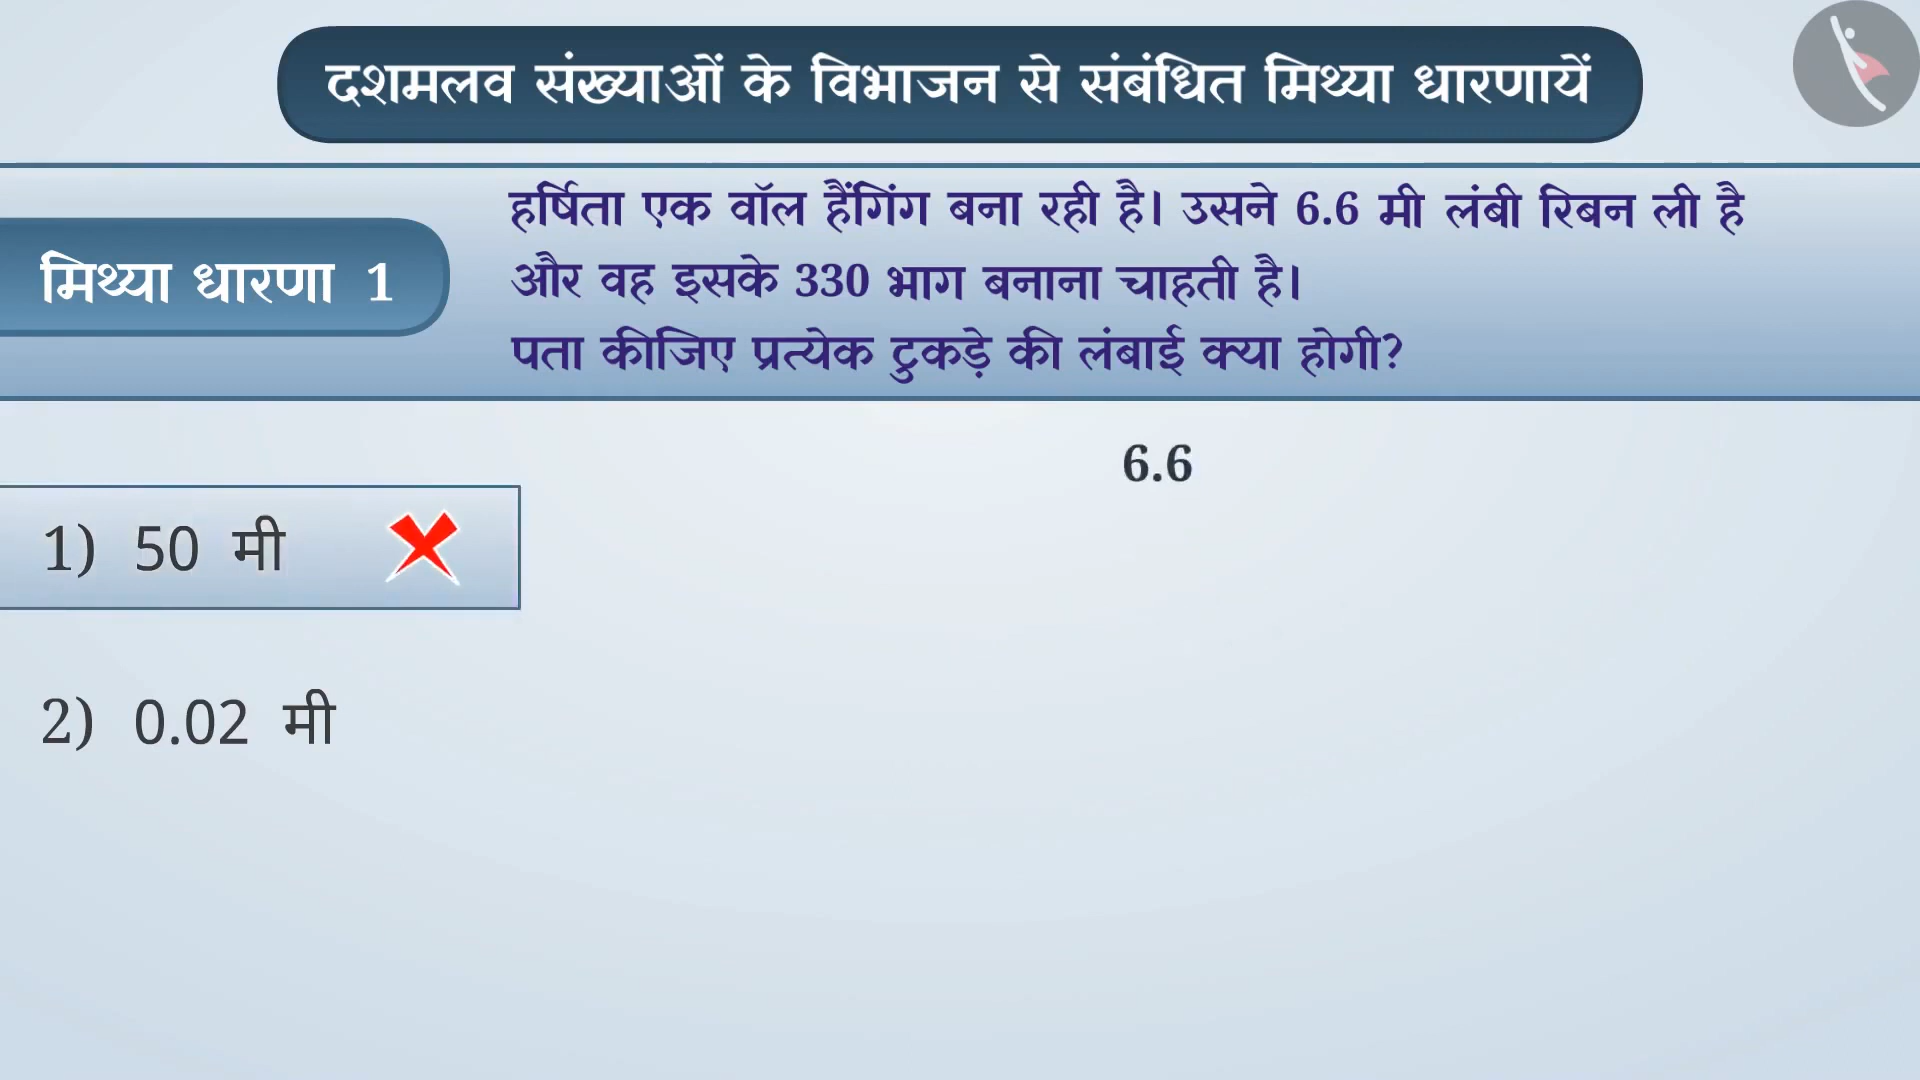 दशमलव संख्याओं के विभाजन से संबंधित मिथ्या धारणायें
मिथ्या धारणा 1
हर्षिता एक वॉल हैंगिंग बना रही है। उसने 6.6 मी लंबी रिबन ली है
और वह इसके 330 भाग बनाना चाहती है।
पता कीजिए प्रत्येक टुकड़े की लंबाई क्या होगी?
6.6
1) 50 मी
2) 0.02 मी